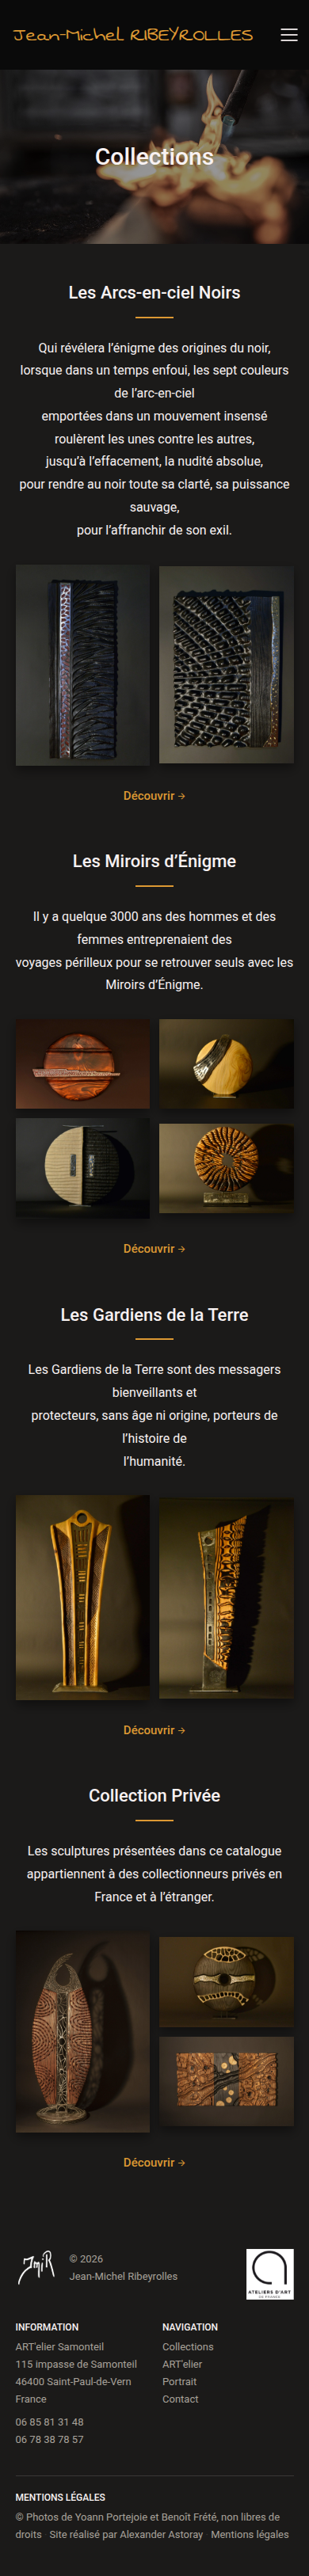 Jean-Michel RIBEYROLLES
Collections
Les Arcs-en-ciel Noirs
Qui révélera l’énigme des origines du noir,
lorsque dans un temps enfoui, les sept couleurs
de l’arc-en-ciel
emportées dans un mouvement insensé
roulèrent les unes contre les autres,
jusqu’à l’effacement, la nudité absolue,
pour rendre au noir toute sa clarté, sa puissance
sauvage,
pour l’affranchir de son exil.
Découvrir →
Les Miroirs d’Énigme
Il y a quelque 3000 ans des hommes et des
femmes entreprenaient des
voyages périlleux pour se retrouver seuls avec les
Miroirs d’Énigme.
Découvrir →
Les Gardiens de la Terre
Les Gardiens de la Terre sont des messagers
bienveillants et
protecteurs, sans âge ni origine, porteurs de
l’histoire de
l’humanité.
Découvrir →
Collection Privée
Les sculptures présentées dans ce catalogue
appartiennent à des collectionneurs privés en
France et à l’étranger.
Découvrir →
JMR
© 2026
Jean-Michel Ribeyrolles
ATELIERS D'ART
DE FRANCE
INFORMATION
ART'elier Samonteil
115 impasse de Samonteil
46400 Saint-Paul-de-Vern
France
06 85 81 31 48
06 78 38 78 57
NAVIGATION
Collections
ART'elier
Portrait
Contact
MENTIONS LÉGALES
© Photos de Yoann Portejoie et Benoît Frété, non libres de
droits Site réalisé par Alexander Astoray Mentions légales